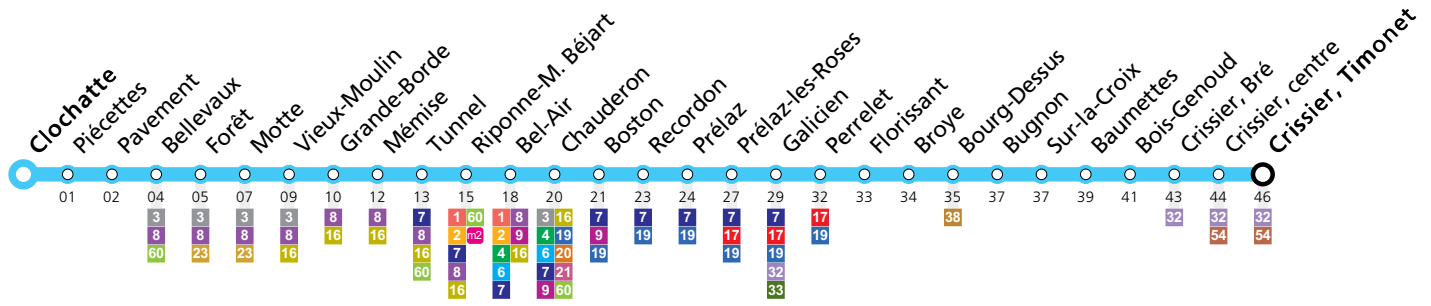 Clochatte
Piécettes
Pavement
Bellevaux
Forêt
Motte
Vieux-Moulin
Grande-Borde
Mémise
Tunnel
Riponne-M. Béjart
Bel-Air
Chauderon
Boston
Recordon
Prélaz
Prélaz-les-Roses
Galicien
Perrelet
Florissant
Broye
Bourg-Dessus
Bugnon
Sur-la-Croix
Baumettes
Bois-Genoud
Crissier, Bré
Crissier, centre
Crissier, Timonet
01 02 04 05 07 09 10 12 13 15 18 20 21 23 24 27 29 32 33 34 35 37 37 39 41 43 44 46
3 3 3 3 8 8 7 1 60 1 8 3 16 7 7 7 7 7 17 38 32 32 32
8 8 8 8 16 16 8 2 m2 2 9 4 19 9 19 19 17 17 19 54 54
60 23 23 16 16 7 4 16 6 20 19 19 19
60 8 6 7 21 32
16 7 9 60 33